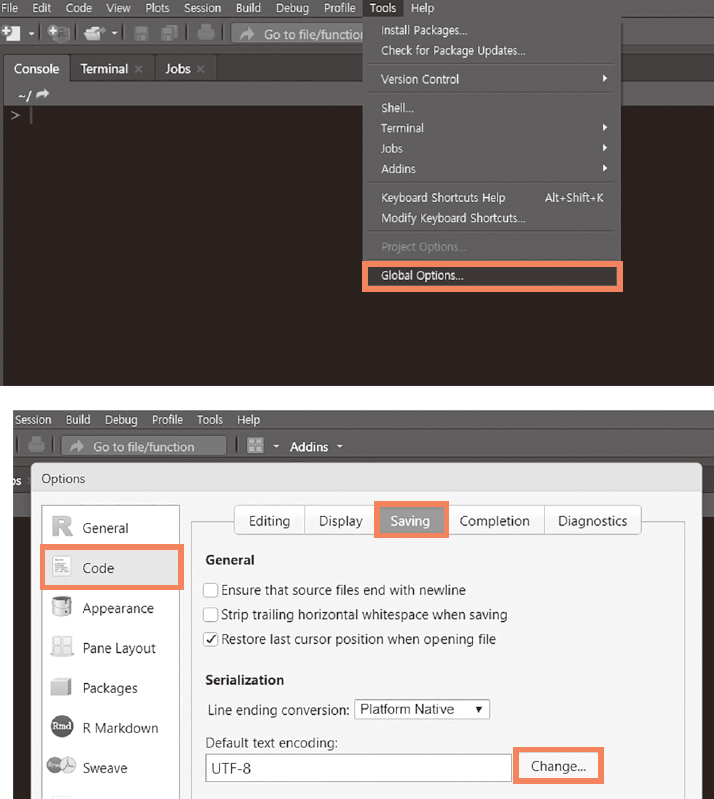 File Edit Code View Plots Session Build Debug Profile Tools Help
Go to file/function
Install Packages...
Check for Package Updates...
Version Control
Shell...
Terminal
Jobs
Addins
Keyboard Shortcuts Help Alt+Shift+K
Modify Keyboard Shortcuts...
Project Options...
Global Options...
Console Terminal × Jobs ×
~/
>
Session Build Debug Profile Tools Help
Go to file/function Addins
bs
Options
R General
Code
Appearance
Pane Layout
Packages
Rmd R Markdown
Sweave
Editing Display Saving Completion Diagnostics
General
Ensure that source files end with newline
Strip trailing horizontal whitespace when saving
Restore last cursor position when opening file
Serialization
Line ending conversion: Platform Native
Default text encoding:
UTF-8 Change...